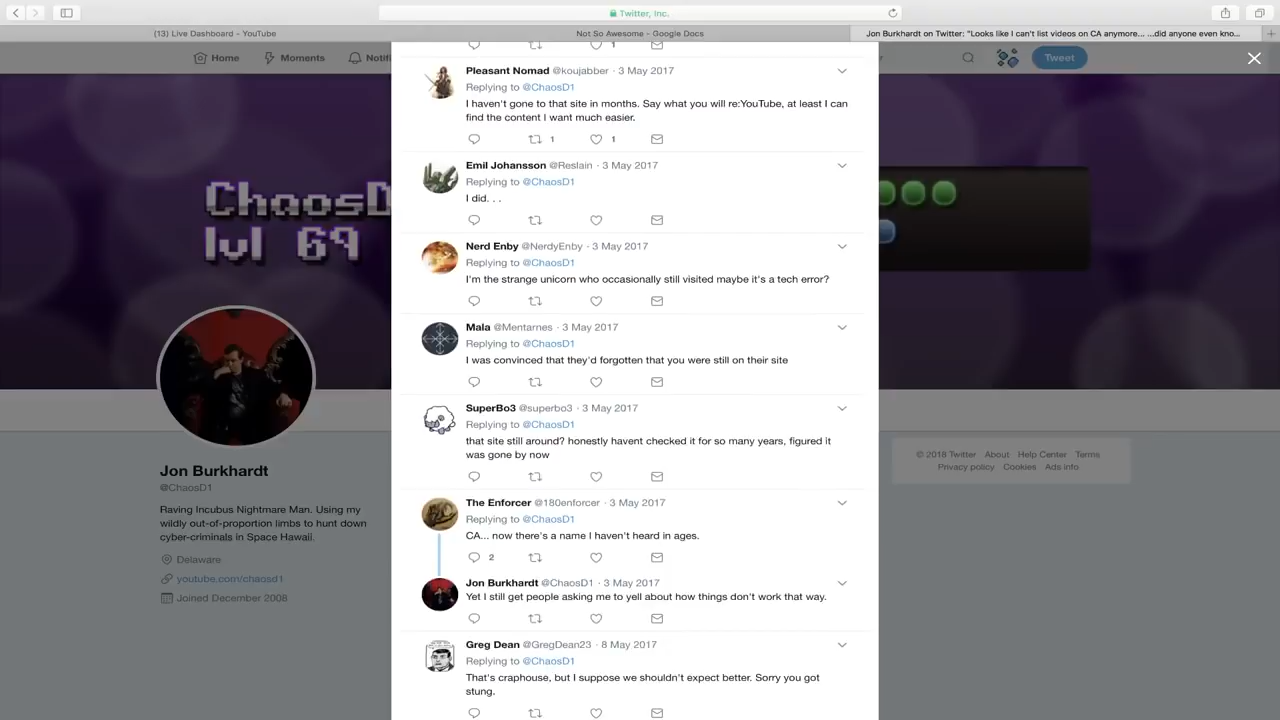 Twitter, Inc.
(13) Live Dashboard - YouTube
Not So Awesome - Google Docs
Jon Burkhardt on Twitter: "Looks like I can't list videos on CA anymore... ...did anyone even kno...
Home
Moments
Notifi
Tweet
1
Pleasant Nomad @koujabber · 3 May 2017
Replying to @ChaosD1
I haven't gone to that site in months. Say what you will re:YouTube, at least I can
find the content I want much easier.
1 1
Emil Johansson @Reslain · 3 May 2017
Replying to @ChaosD1
I did. . .
Nerd Enby @NerdyEnby · 3 May 2017
Replying to @ChaosD1
I'm the strange unicorn who occasionally still visited maybe it's a tech error?
Mala @Mentarnes · 3 May 2017
Replying to @ChaosD1
I was convinced that they'd forgotten that you were still on their site
SuperBo3 @superbo3 · 3 May 2017
Replying to @ChaosD1
that site still around? honestly havent checked it for so many years, figured it
was gone by now
The Enforcer @180enforcer · 3 May 2017
Replying to @ChaosD1
CA... now there's a name I haven't heard in ages.
2
Jon Burkhardt @ChaosD1 · 3 May 2017
Yet I still get people asking me to yell about how things don't work that way.
Greg Dean @GregDean23 · 8 May 2017
Replying to @ChaosD1
That's craphouse, but I suppose we shouldn't expect better. Sorry you got
stung.
ChaosD
lvl 69
Jon Burkhardt
@ChaosD1
Raving Incubus Nightmare Man. Using my
wildly out-of-proportion limbs to hunt down
cyber-criminals in Space Hawaii.
Delaware
youtube.com/chaosd1
Joined December 2008
© 2018 Twitter About Help Center Terms
Privacy policy Cookies Ads info